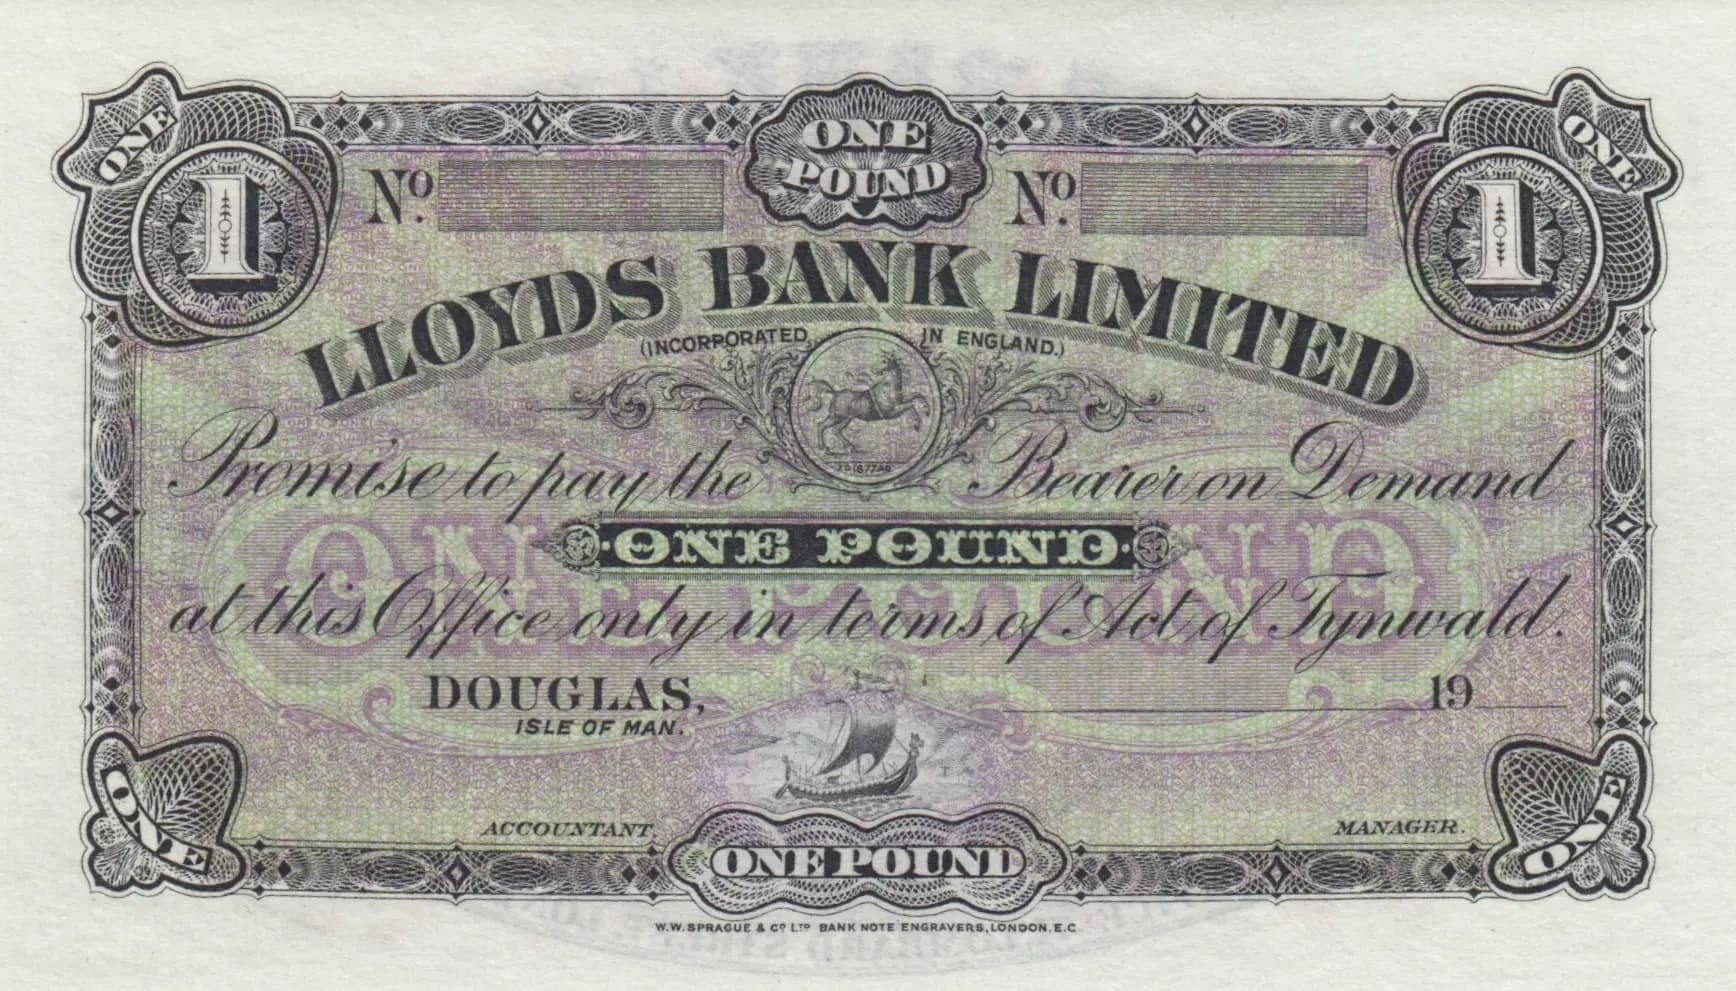 ONE
ONE
ONE POUND
1
Nº
Nº
1
LLOYDS BANK LIMITED
(INCORPORATED IN ENGLAND.)
Promise to pay the Bearer on Demand
ONE POUND
·ONE POUND·
at this Office only in terms of Act of Tynwald.
DOUGLAS, 19
ISLE OF MAN.
ACCOUNTANT.
MANAGER.
ONE
ONE POUND
ONE
W.W. SPRAGUE & Cº Lᵀᴰ BANK NOTE ENGRAVERS, LONDON, E.C.